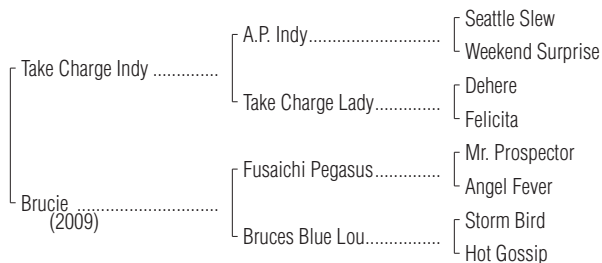 Seattle Slew
A.P. Indy............................
Weekend Surprise
Take Charge Indy ..............
Dehere
Take Charge Lady..............
Felicita
Mr. Prospector
Fusaichi Pegasus..............
Angel Fever
Brucie ..............................
(2009)
Storm Bird
Bruces Blue Lou................
Hot Gossip